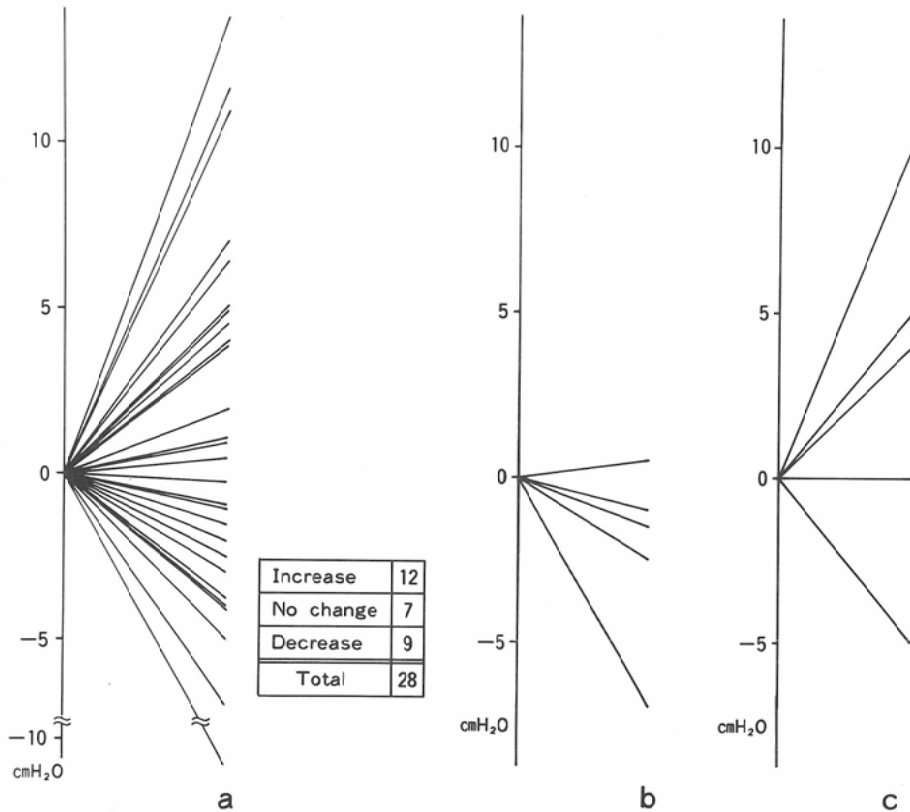 10
5
0
−5
−10
cmH₂O
a
Increase 12
No change 7
Decrease 9
Total 28
10
5
0
−5
cmH₂O
b
10
5
0
−5
cmH₂O
c